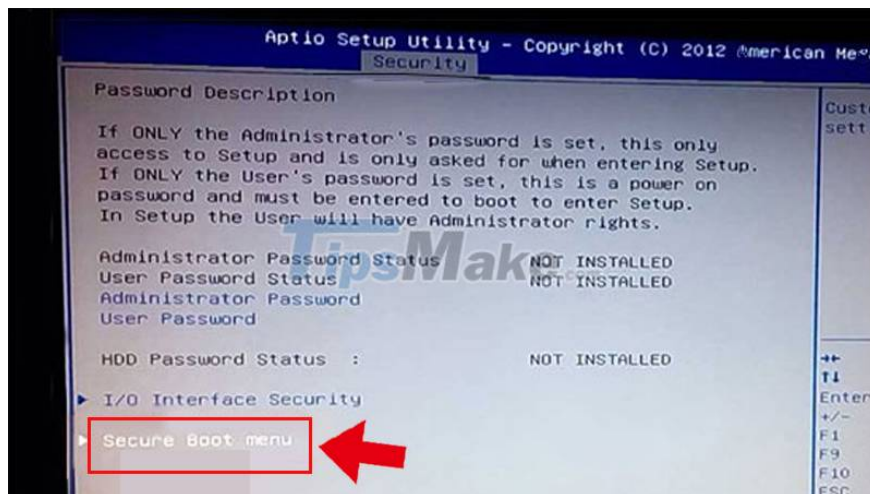 Aptio Setup Utility - Copyright (C) 2012 American Me
Security
Password Description
Cust
sett
If ONLY the Administrator's password is set, this only
access to Setup and is only asked for when entering Setup.
If ONLY the User's password is set, this is a power on
password and must be entered to boot to enter Setup.
In Setup the User will have Administrator rights.
TipsMake.com
Administrator Password Status NOT INSTALLED
User Password Status NOT INSTALLED
Administrator Password
User Password
HDD Password Status : NOT INSTALLED
I/O Interface Security
Secure Boot menu
Enter
+/-
F1
F9
F10
ESC